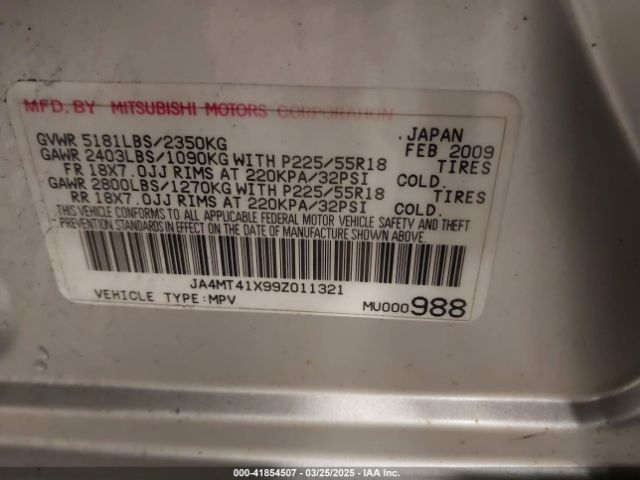 MFD. BY MITSUBISHI MOTORS CORPORATION
GVWR 5181LBS/2350KG , JAPAN FEB 2009
GAWR 2403LBS/1090KG WITH P225/55R18 TIRES
FR 18X7.0JJ RIMS AT 220KPA/32PSI COLD.
GAWR 2800LBS/1270KG WITH P225/55R18 TIRES
RR 18X7.0JJ RIMS AT 220KPA/32PSI COLD.
THIS VEHICLE CONFORMS TO ALL APPLICABLE FEDERAL MOTOR VEHICLE SAFETY AND THEFT
PREVENTION STANDARDS IN EFFECT ON THE DATE OF MANUFACTURE SHOWN ABOVE.
JA4MT41X99Z011321
VEHICLE TYPE:MPV MU000988
000-41854507 - 03/25/2025 - IAA Inc.